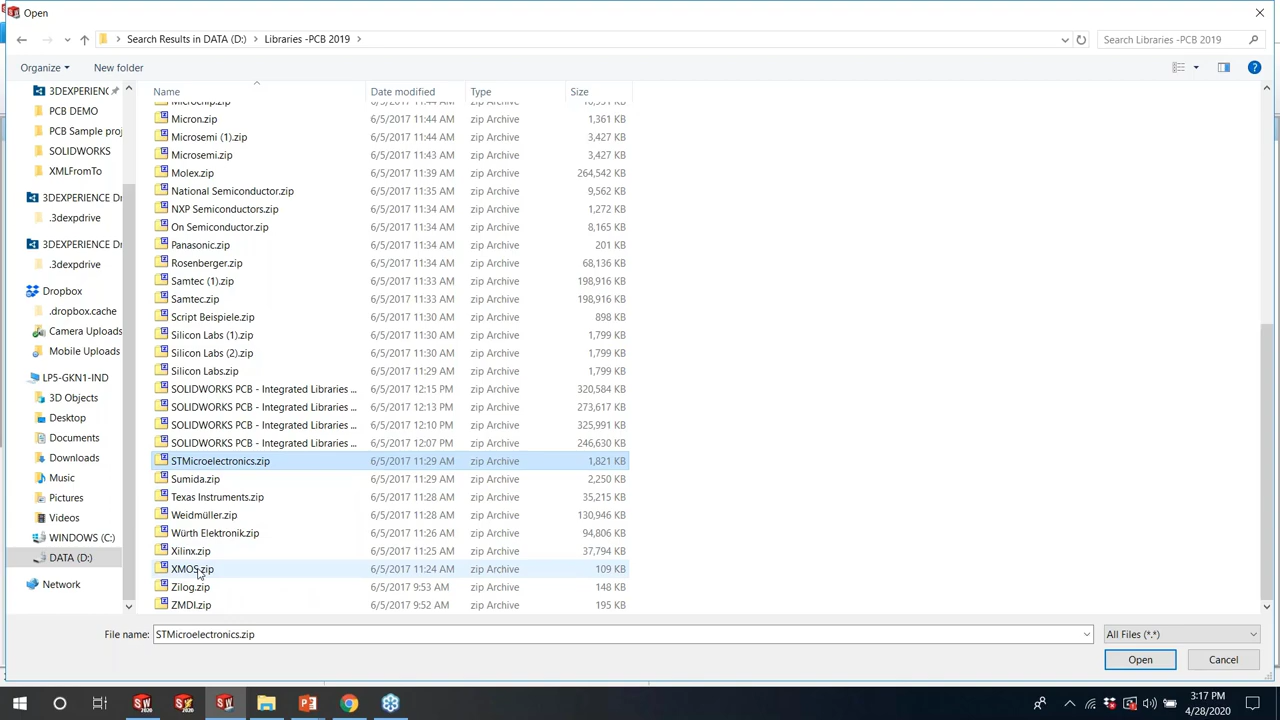 Open
Search Results in DATA (D:) > Libraries -PCB 2019 >
Search Libraries -PCB 2019
Organize
New folder
Name Date modified Type Size
3DEXPERIENC
PCB DEMO
PCB Sample proj
SOLIDWORKS
XMLFromTo
3DEXPERIENCE Dr
.3dexpdrive
3DEXPERIENCE Dr
.3dexpdrive
Dropbox
.dropbox.cache
Camera Uploads
Mobile Uploads
LP5-GKN1-IND
3D Objects
Desktop
Documents
Downloads
Music
Pictures
Videos
WINDOWS (C:)
DATA (D:)
Network
Microchip.zip 6/5/2017 11:44 AM zip Archive
Micron.zip 6/5/2017 11:44 AM zip Archive 1,361 KB
Microsemi (1).zip 6/5/2017 11:44 AM zip Archive 3,427 KB
Microsemi.zip 6/5/2017 11:43 AM zip Archive 3,427 KB
Molex.zip 6/5/2017 11:39 AM zip Archive 264,542 KB
National Semiconductor.zip 6/5/2017 11:35 AM zip Archive 9,562 KB
NXP Semiconductors.zip 6/5/2017 11:34 AM zip Archive 1,272 KB
On Semiconductor.zip 6/5/2017 11:34 AM zip Archive 8,165 KB
Panasonic.zip 6/5/2017 11:34 AM zip Archive 201 KB
Rosenberger.zip 6/5/2017 11:34 AM zip Archive 68,136 KB
Samtec (1).zip 6/5/2017 11:33 AM zip Archive 198,916 KB
Samtec.zip 6/5/2017 11:33 AM zip Archive 198,916 KB
Script Beispiele.zip 6/5/2017 11:30 AM zip Archive 898 KB
Silicon Labs (1).zip 6/5/2017 11:30 AM zip Archive 1,799 KB
Silicon Labs (2).zip 6/5/2017 11:30 AM zip Archive 1,799 KB
Silicon Labs.zip 6/5/2017 11:29 AM zip Archive 1,799 KB
SOLIDWORKS PCB - Integrated Libraries ... 6/5/2017 12:15 PM zip Archive 320,584 KB
SOLIDWORKS PCB - Integrated Libraries ... 6/5/2017 12:13 PM zip Archive 273,617 KB
SOLIDWORKS PCB - Integrated Libraries ... 6/5/2017 12:10 PM zip Archive 325,991 KB
SOLIDWORKS PCB - Integrated Libraries ... 6/5/2017 12:07 PM zip Archive 246,630 KB
STMicroelectronics.zip 6/5/2017 11:29 AM zip Archive 1,821 KB
Sumida.zip 6/5/2017 11:29 AM zip Archive 2,250 KB
Texas Instruments.zip 6/5/2017 11:28 AM zip Archive 35,215 KB
Weidmüller.zip 6/5/2017 11:28 AM zip Archive 130,946 KB
Würth Elektronik.zip 6/5/2017 11:26 AM zip Archive 94,806 KB
Xilinx.zip 6/5/2017 11:25 AM zip Archive 37,794 KB
XMOS.zip 6/5/2017 11:24 AM zip Archive 109 KB
Zilog.zip 6/5/2017 9:53 AM zip Archive 148 KB
ZMDI.zip 6/5/2017 9:52 AM zip Archive 195 KB
File name: STMicroelectronics.zip
All Files (*.*)
Open
Cancel
3:17 PM
4/28/2020